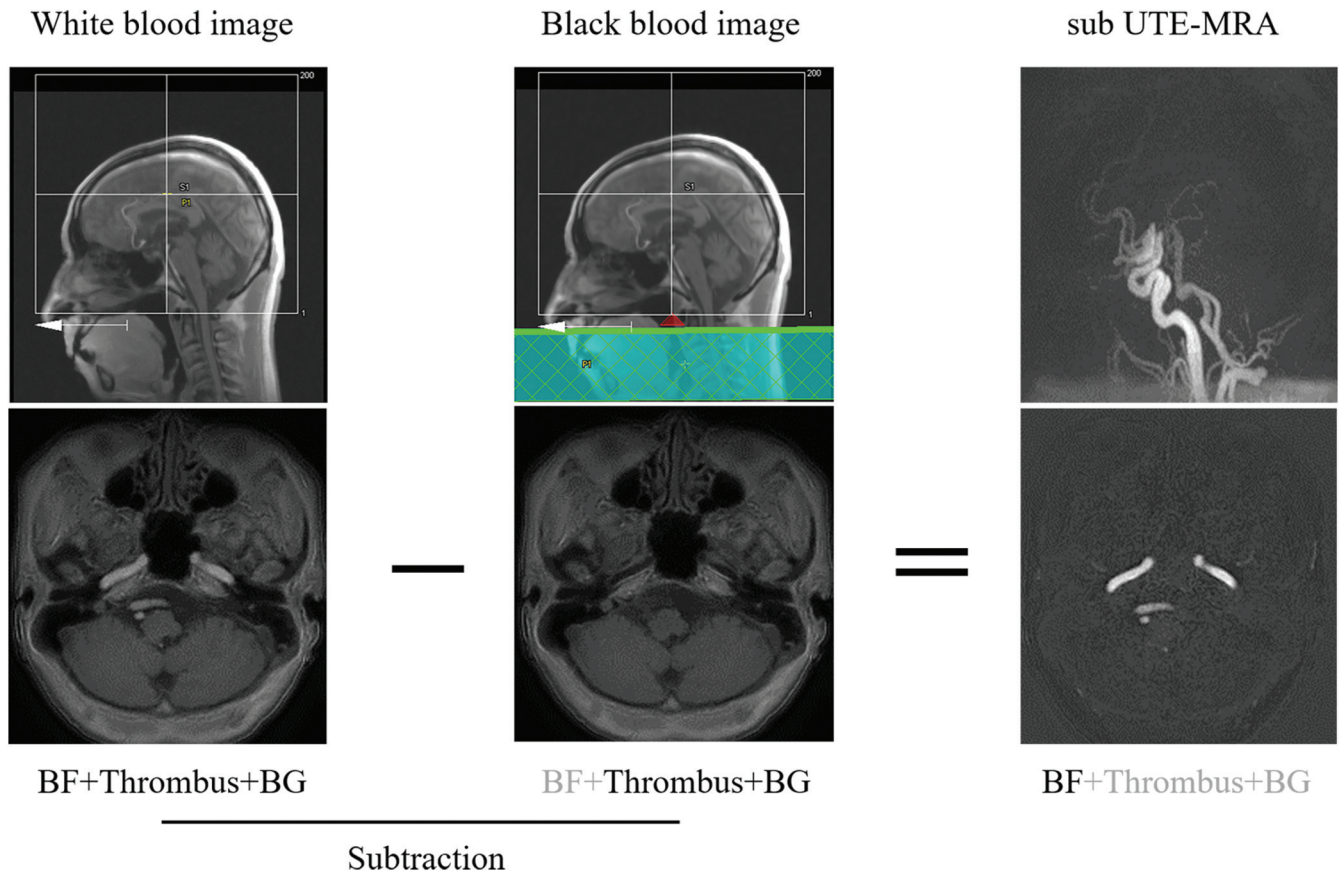 White blood image
Black blood image
sub UTE-MRA
200
S1
P1
1
200
S1
1
P1
BF+Thrombus+BG
BF+Thrombus+BG
BF+Thrombus+BG
Subtraction